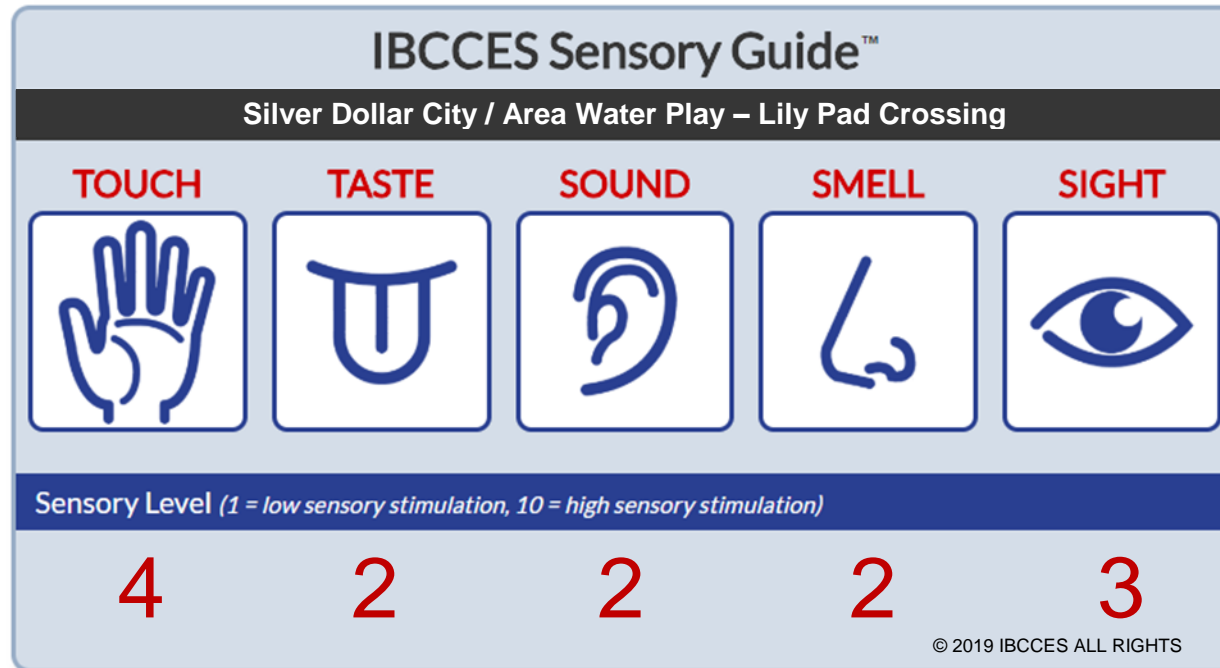 IBCCES Sensory Guide™
Silver Dollar City / Area Water Play – Lily Pad Crossing
TOUCH TASTE SOUND SMELL SIGHT
Sensory Level (1 = low sensory stimulation, 10 = high sensory stimulation)
4 2 2 2 3
© 2019 IBCCES ALL RIGHTS